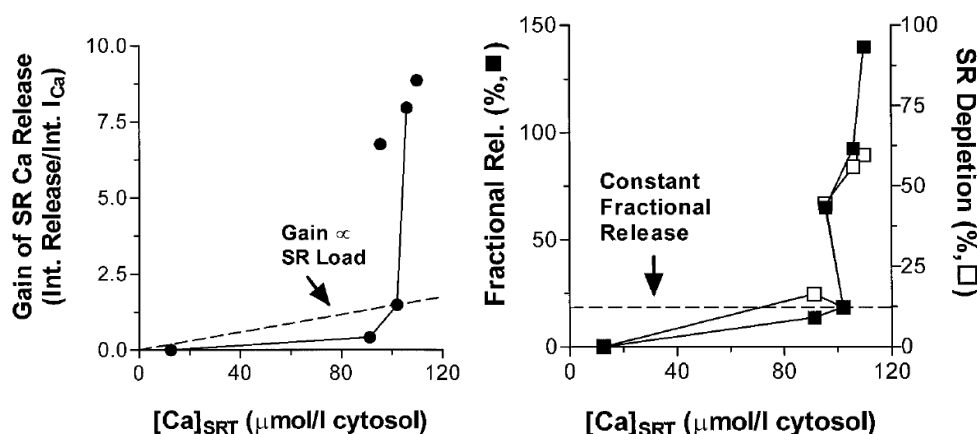 Gain of SR Ca Release
(Int. Release/Int. I_Ca)
10.0
7.5
5.0
2.5
0.0
Gain ∝
SR Load
0
40
80
120
[Ca]SRT (μmol/l cytosol)
Fractional Rel. (%,■)
150
100
50
0
Constant
Fractional
Release
100
75
50
25
0
SR Depletion
(%,□)
0
40
80
120
[Ca]SRT (μmol/l cytosol)